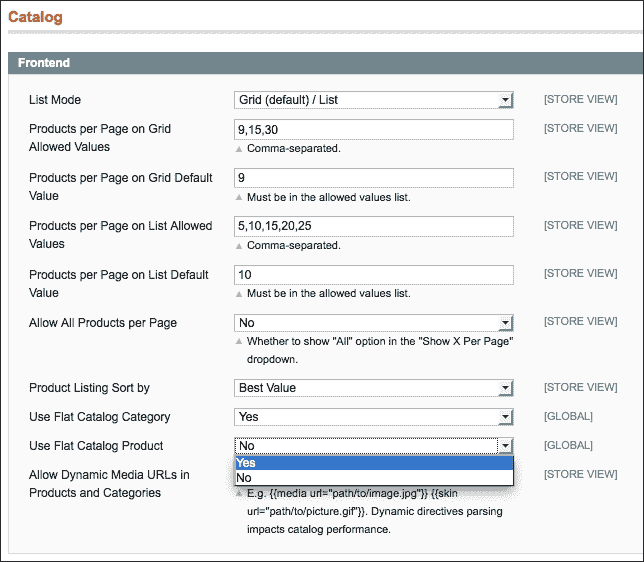 Catalog
Frontend
List Mode Grid (default) / List [STORE VIEW]
Products per Page on Grid 9,15,30 [STORE VIEW]
Allowed Values Comma-separated.
Products per Page on Grid Default 9 [STORE VIEW]
Value Must be in the allowed values list.
Products per Page on List Allowed 5,10,15,20,25 [STORE VIEW]
Values Comma-separated.
Products per Page on List Default 10 [STORE VIEW]
Value Must be in the allowed values list.
Allow All Products per Page No [STORE VIEW]
Whether to show "All" option in the "Show X Per Page"
dropdown.
Product Listing Sort by Best Value [STORE VIEW]
Use Flat Catalog Category Yes [GLOBAL]
Use Flat Catalog Product No [GLOBAL]
Yes
No
Allow Dynamic Media URLs in [STORE VIEW]
Products and Categories E.g. {{media url="path/to/image.jpg"}} {{skin
url="path/to/picture.gif"}}. Dynamic directives parsing
impacts catalog performance.